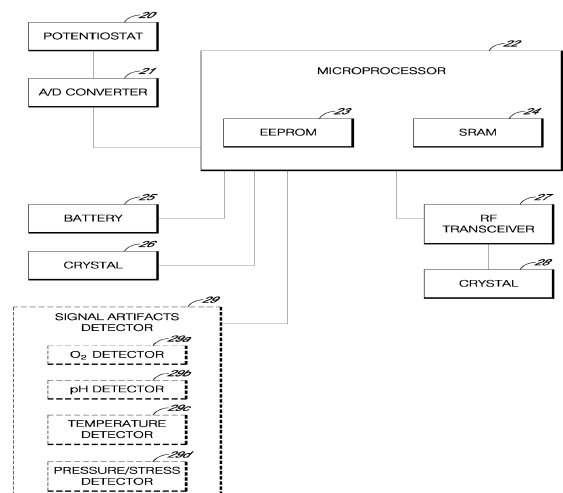 20
POTENTIOSTAT
21
A/D CONVERTER
22
MICROPROCESSOR
23
EEPROM
24
SRAM
25
BATTERY
26
CRYSTAL
27
RF
TRANSCEIVER
28
CRYSTAL
29
SIGNAL ARTIFACTS
DETECTOR
29a
O₂ DETECTOR
29b
pH DETECTOR
29c
TEMPERATURE
DETECTOR
29d
PRESSURE/STRESS
DETECTOR